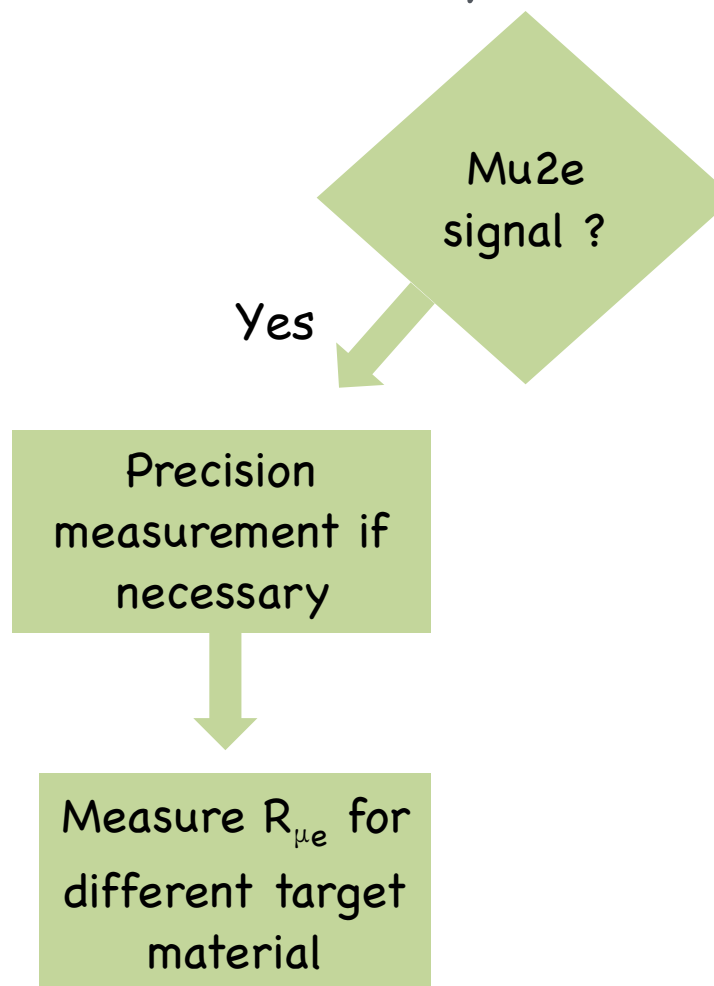 Mu2e
signal ?
Yes
Precision
measurement if
necessary
Measure Rμe for
different target
material